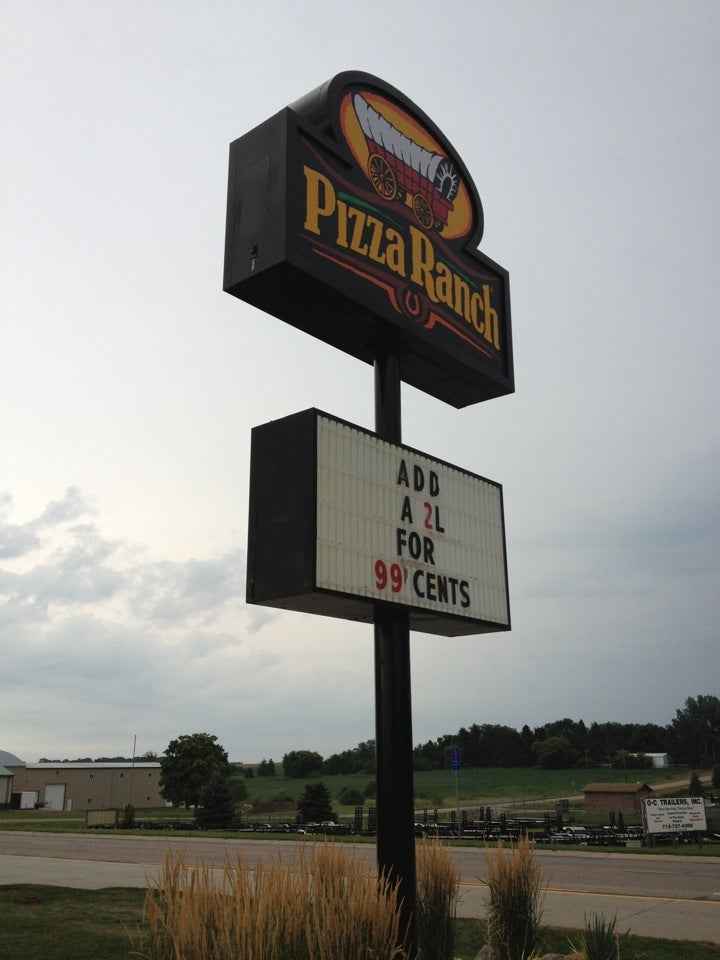 Pizza Ranch
ADD
A 2L
FOR
99 CENTS
O-C TRAILERS, INC.
712-737-4209